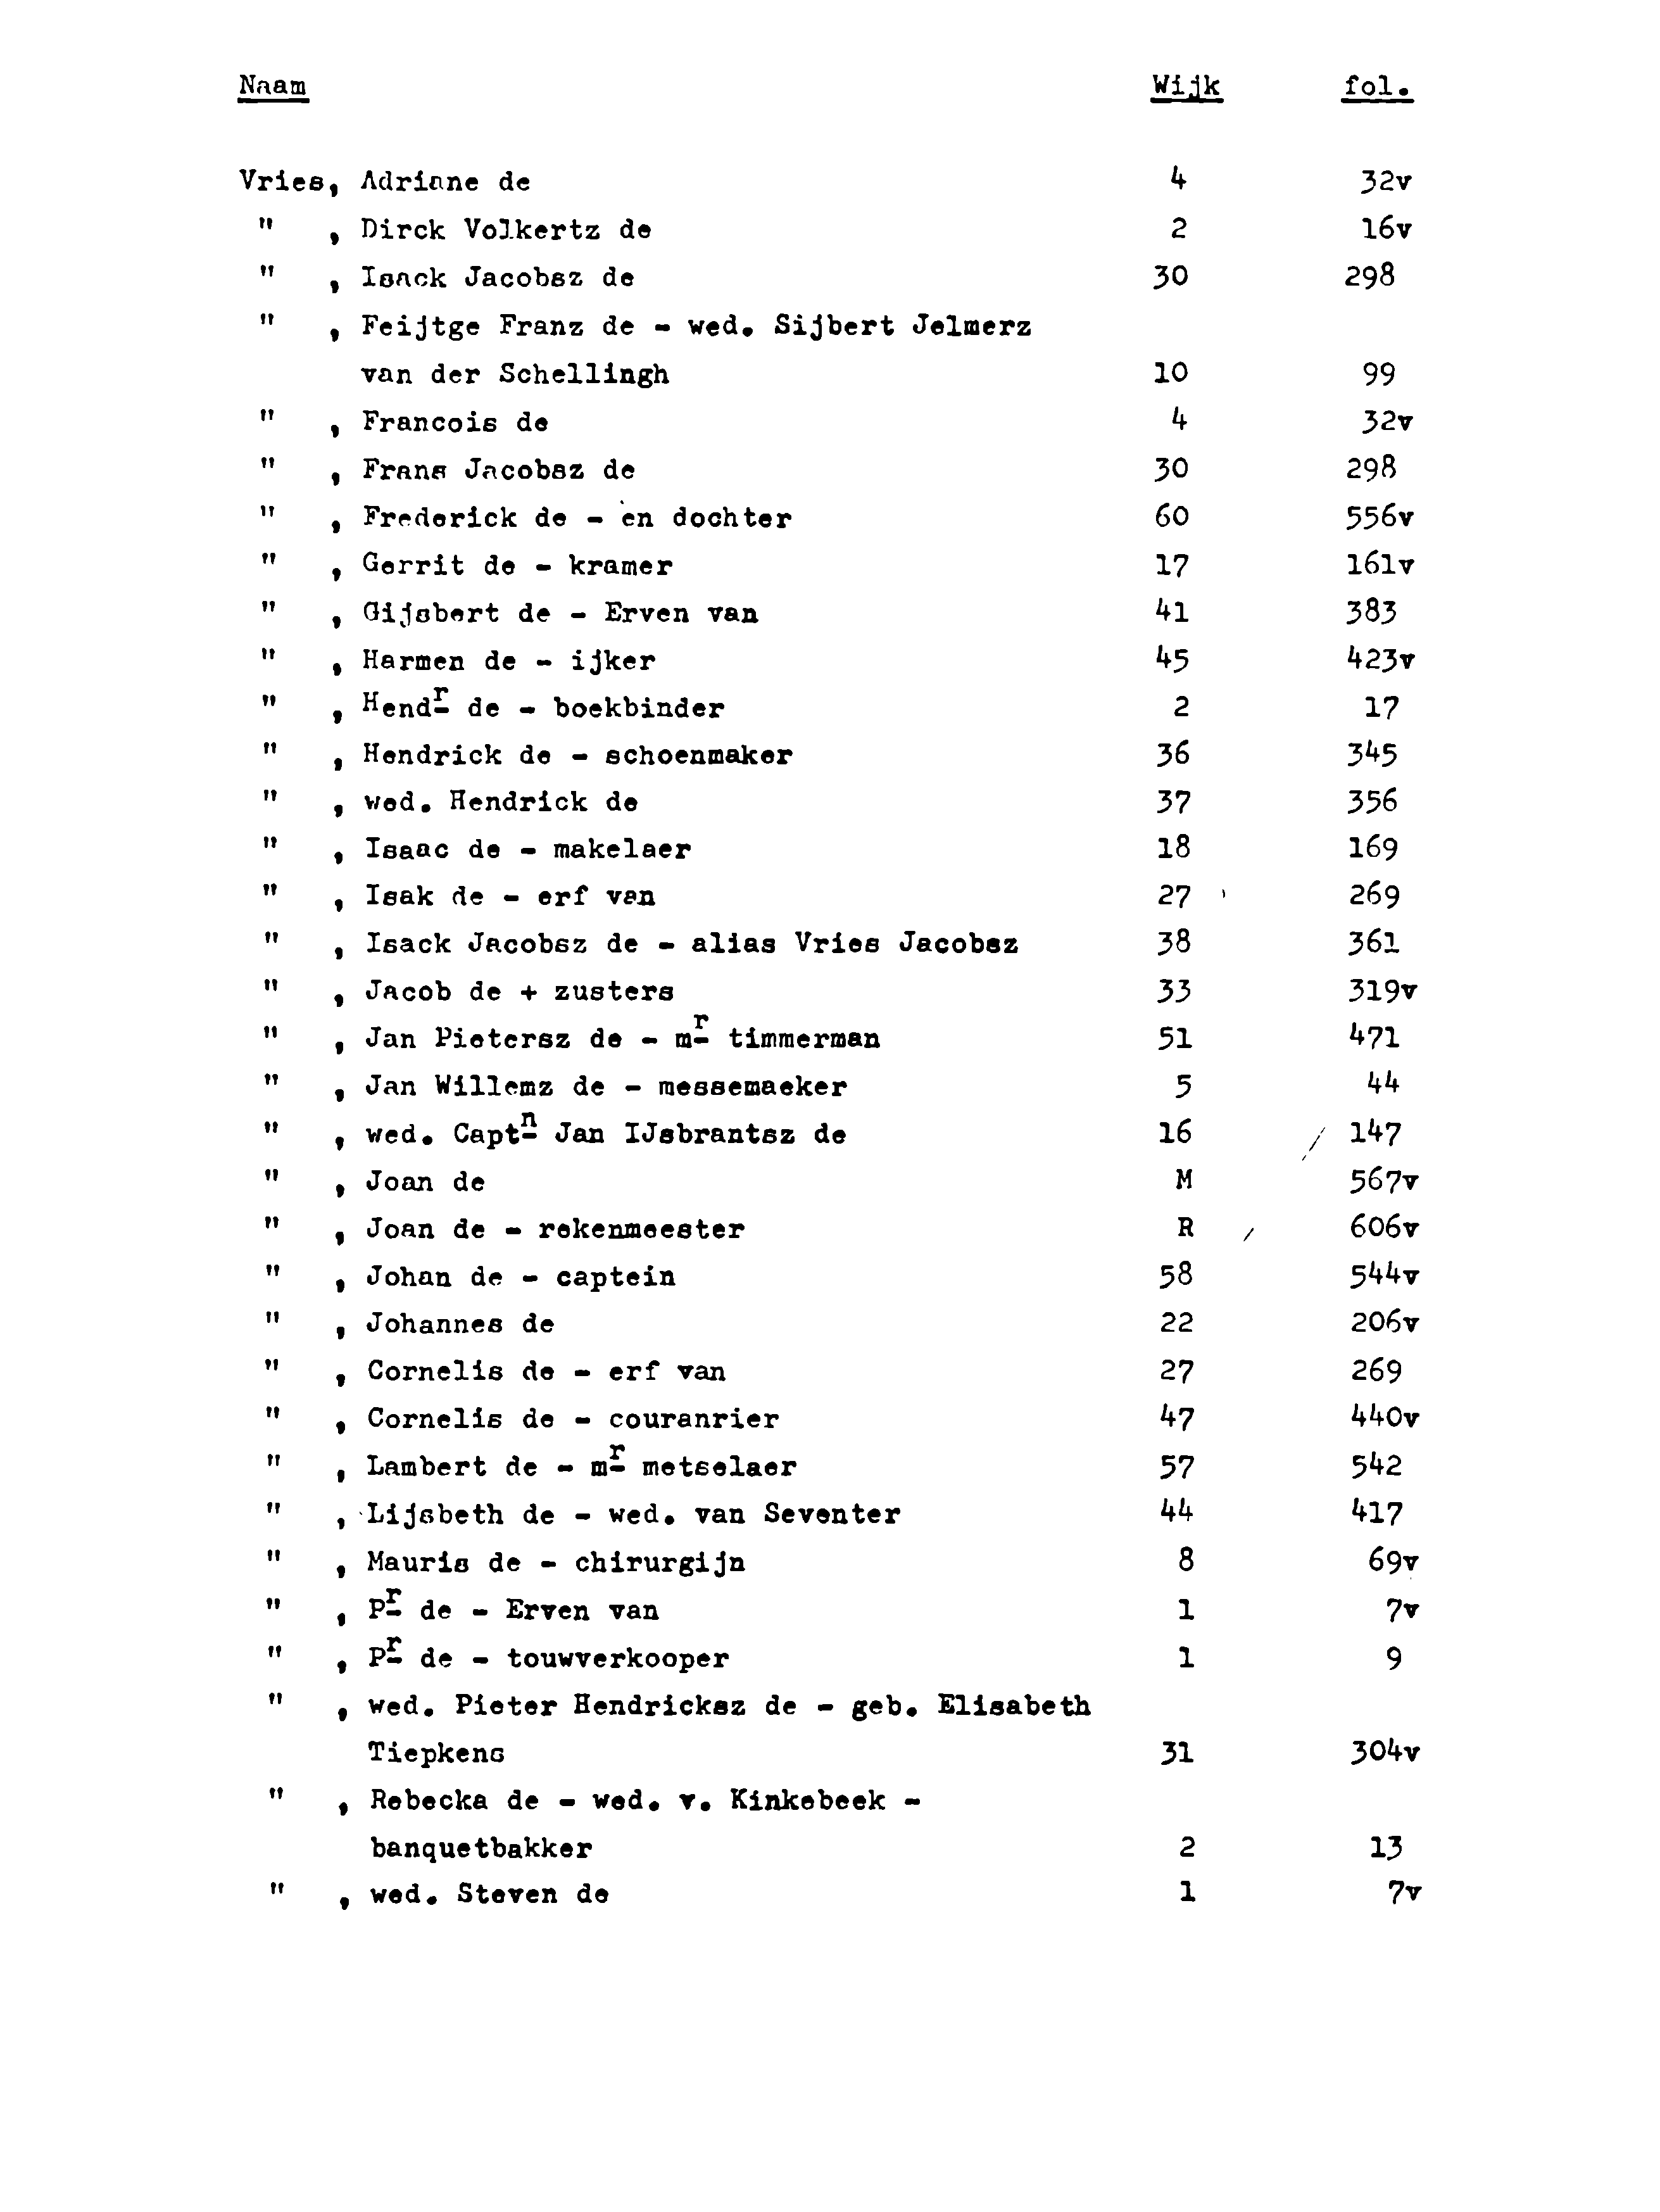 Naam Wijk fol.
Vries, Adriane de 4 32v
" , Dirck Volkertz de 2 16v
" , Isack Jacobsz de 30 298
" , Feijtge Franz de - wed. Sijbert Jelmerz
van der Schellingh 10 99
" , Francois de 4 32v
" , Frans Jacobsz de 30 298
" , Frederick de - en dochter 60 556v
" , Gerrit de - kramer 17 161v
" , Gijsbert de - Erven van 41 383
" , Harmen de - ijker 45 423v
" , Hendr de - boekbinder 2 17
" , Hendrick de - schoenmaker 36 345
" , wed. Hendrick de 37 356
" , Isaac de - makelaer 18 169
" , Isak de - erf van 27 269
" , Isack Jacobsz de - alias Vries Jacobsz 38 361
" , Jacob de + zusters 33 319v
" , Jan Pietersz de - mr timmerman 51 471
" , Jan Willemz de - messemaeker 5 44
" , wed. Captn Jan IJsbrantsz de 16 147
" , Joan de M 567v
" , Joan de - rekenmeester R 606v
" , Johan de - captein 58 544v
" , Johannes de 22 206v
" , Cornelis de - erf van 27 269
" , Cornelis de - couranrier 47 440v
" , Lambert de - mr metselaer 57 542
" , Lijsbeth de - wed. van Seventer 44 417
" , Mauris de - chirurgijn 8 69v
" , Pr de - Erven van 1 7v
" , Pr de - touwverkooper 1 9
" , wed. Pieter Hendricksz de - geb. Elisabeth
Tiepkens 31 304v
" , Rebecka de - wed. v. Kinkebeek -
banquetbakker 2 13
" , wed. Steven de 1 7v